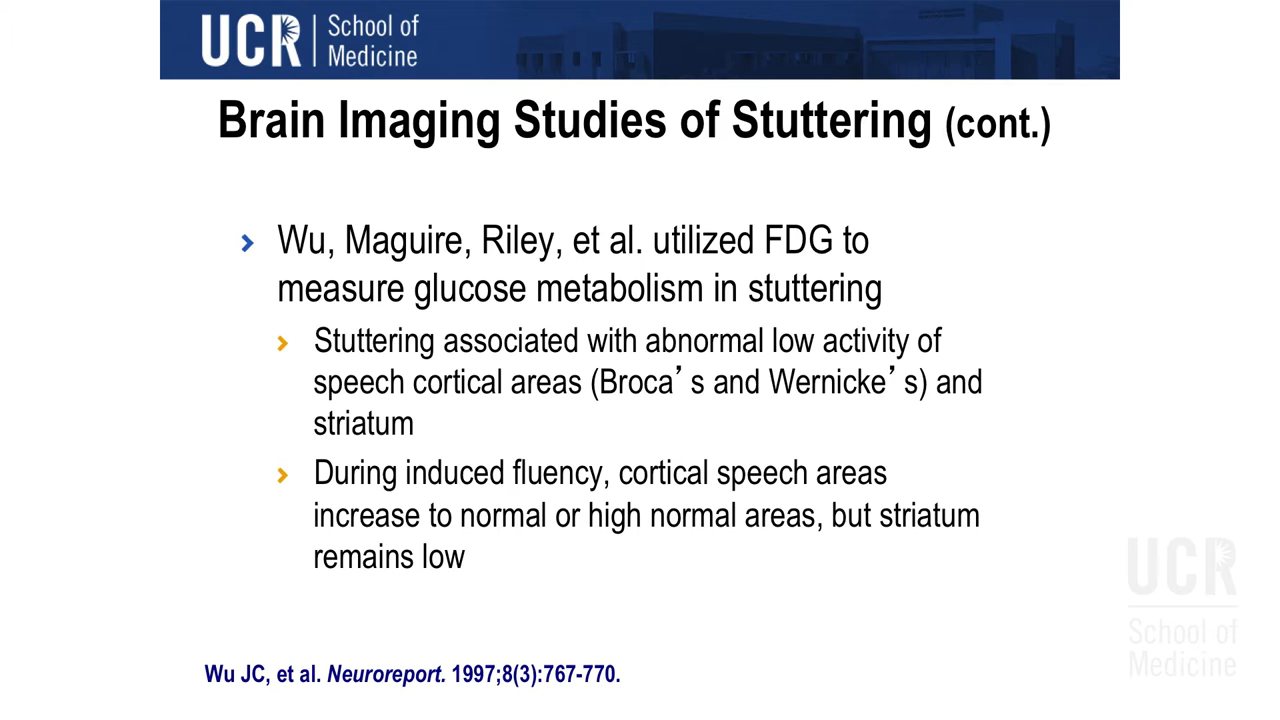 UCR School of Medicine
Brain Imaging Studies of Stuttering (cont.)
Wu, Maguire, Riley, et al. utilized FDG to
measure glucose metabolism in stuttering
Stuttering associated with abnormal low activity of
speech cortical areas (Broca’s and Wernicke’s) and
striatum
During induced fluency, cortical speech areas
increase to normal or high normal areas, but striatum
remains low
Wu JC, et al. Neuroreport. 1997;8(3):767-770.
UCR
School of
Medicine